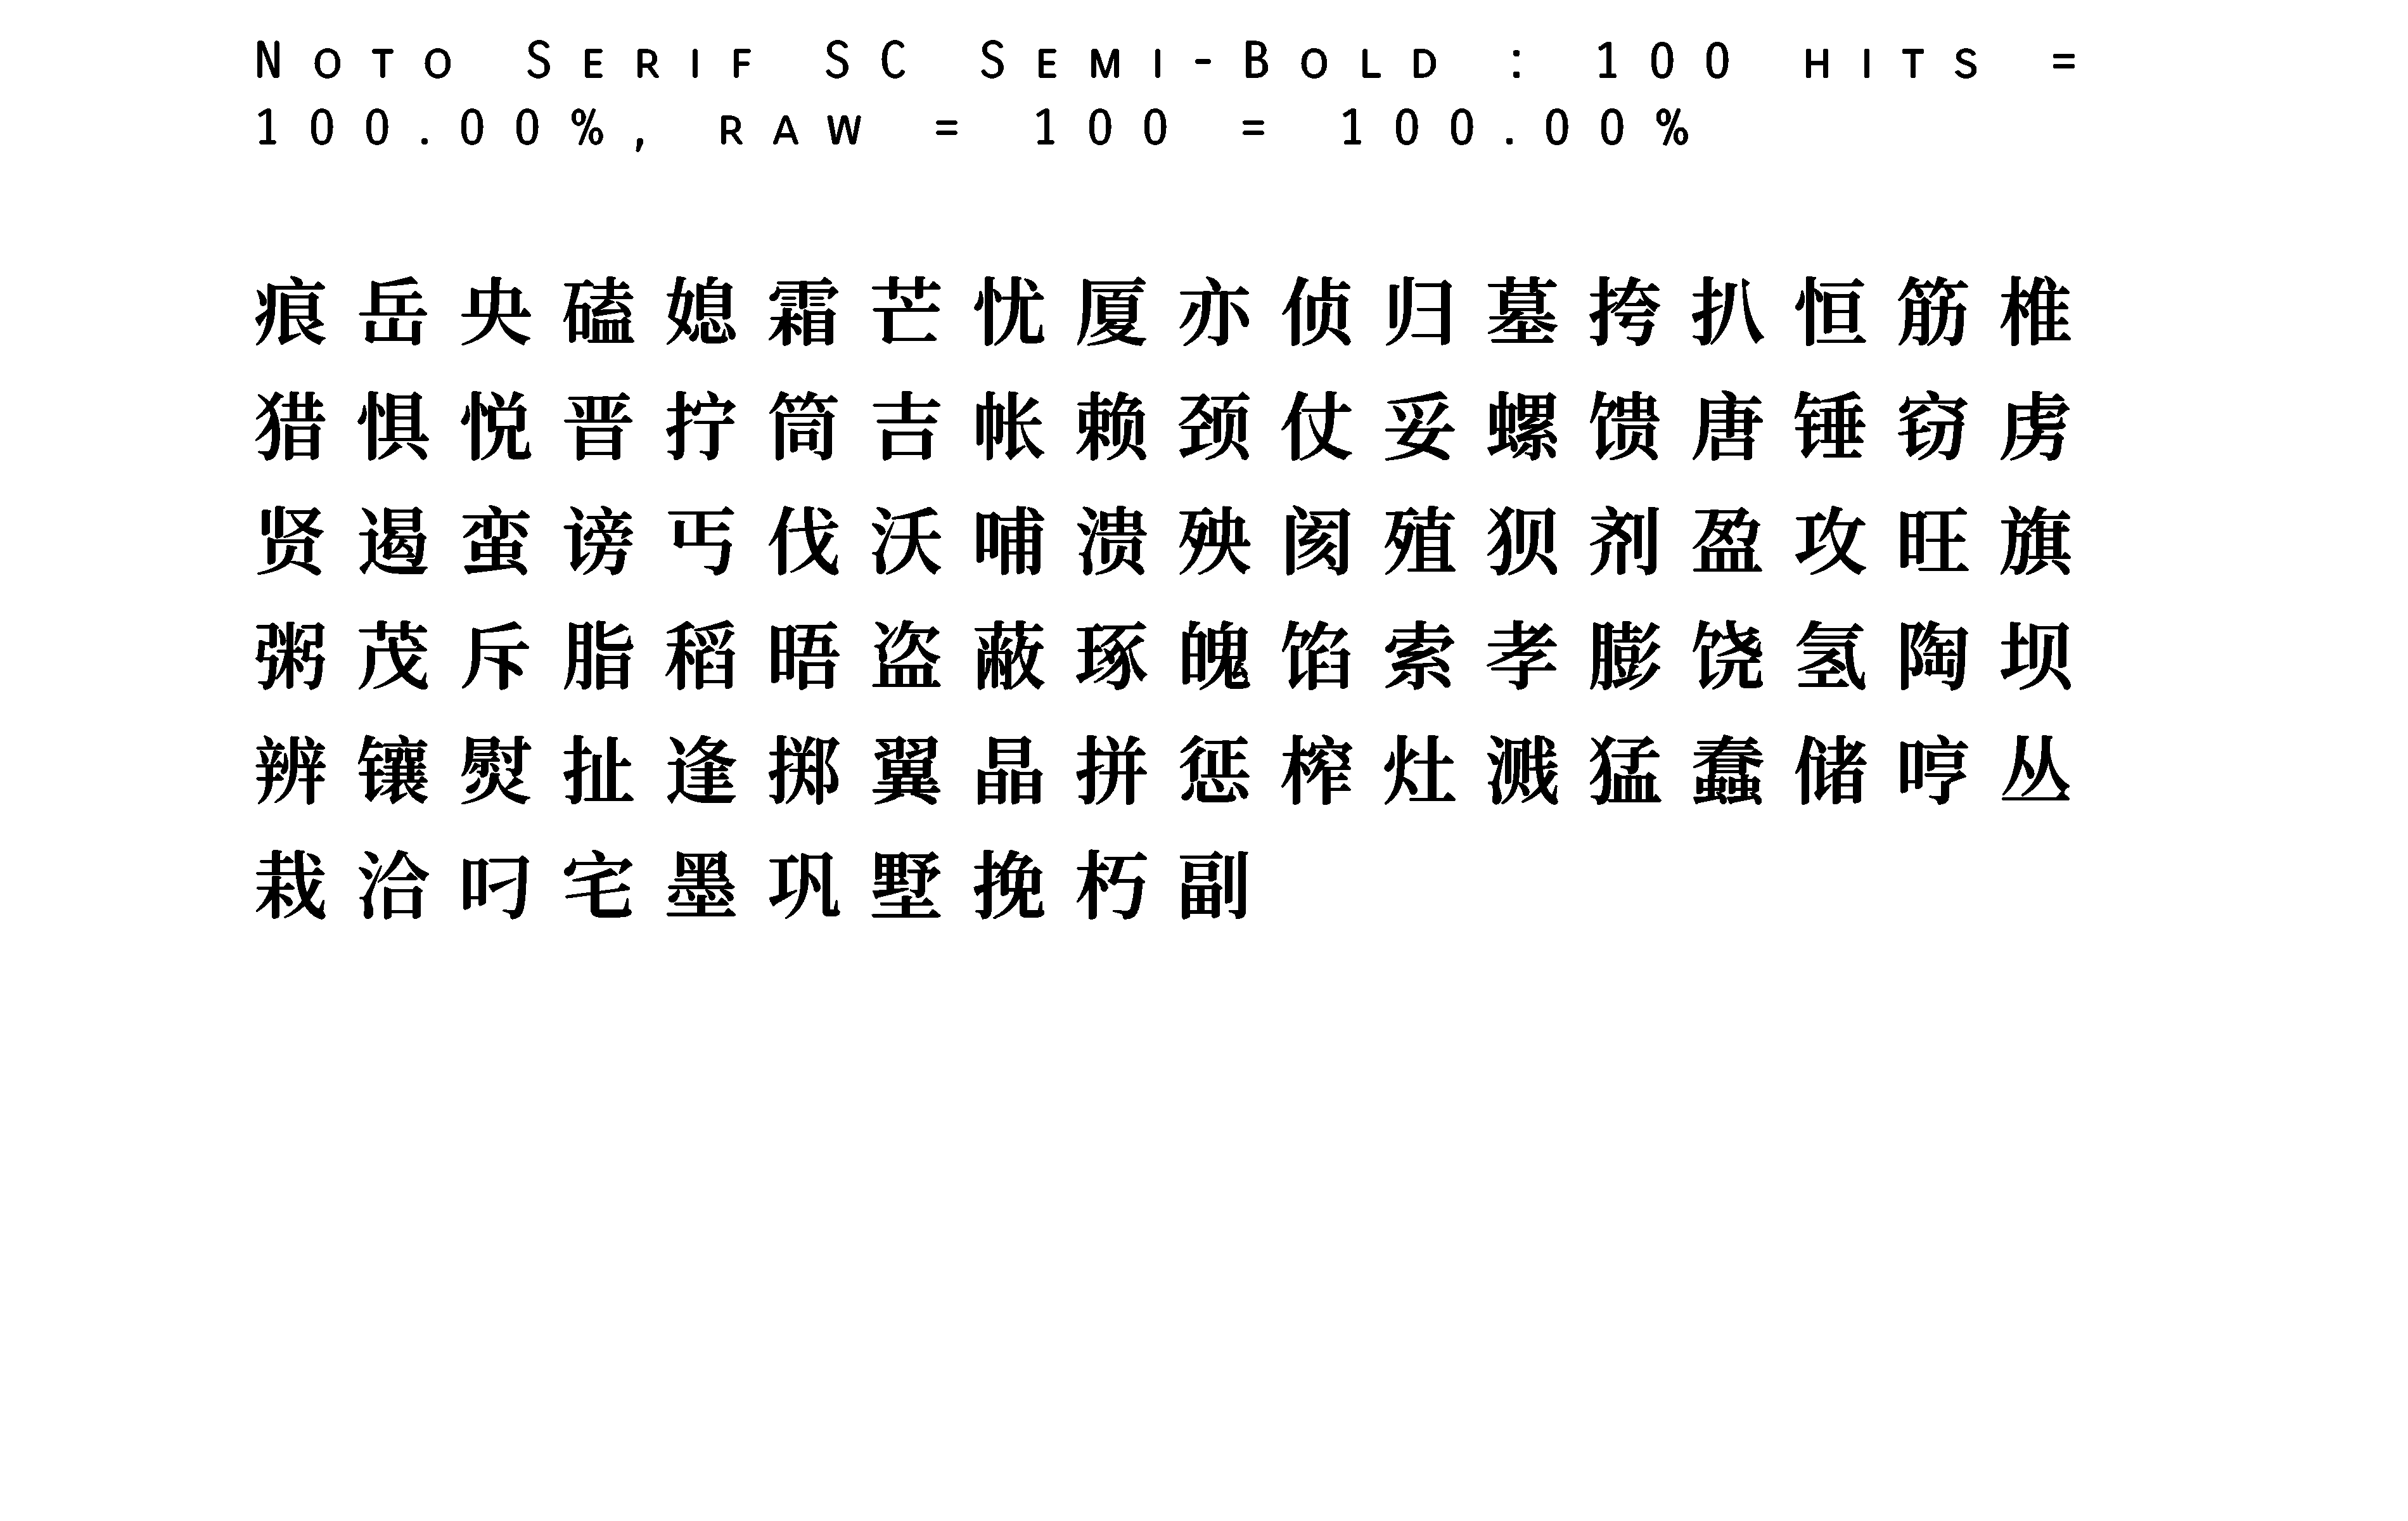 Noto Serif SC Semi-Bold : 100 hits =
100.00%, raw = 100 = 100.00%
痕岳央磕媳霜芒忧厦亦侦归墓挎扒恒筋椎
猎惧悦晋拧筒吉帐赖颈仗妥螺馈唐锤窃虏
贤遏蛮谤丐伐沃哺溃殃阂殖狈剂盈攻旺旗
粥茂斥脂稻晤盗蔽琢魄馅索孝膨饶氢陶坝
辨镶熨扯逢掷翼晶拼惩榨灶溅猛蠢储哼丛
栽洽叼宅墨巩墅挽朽副